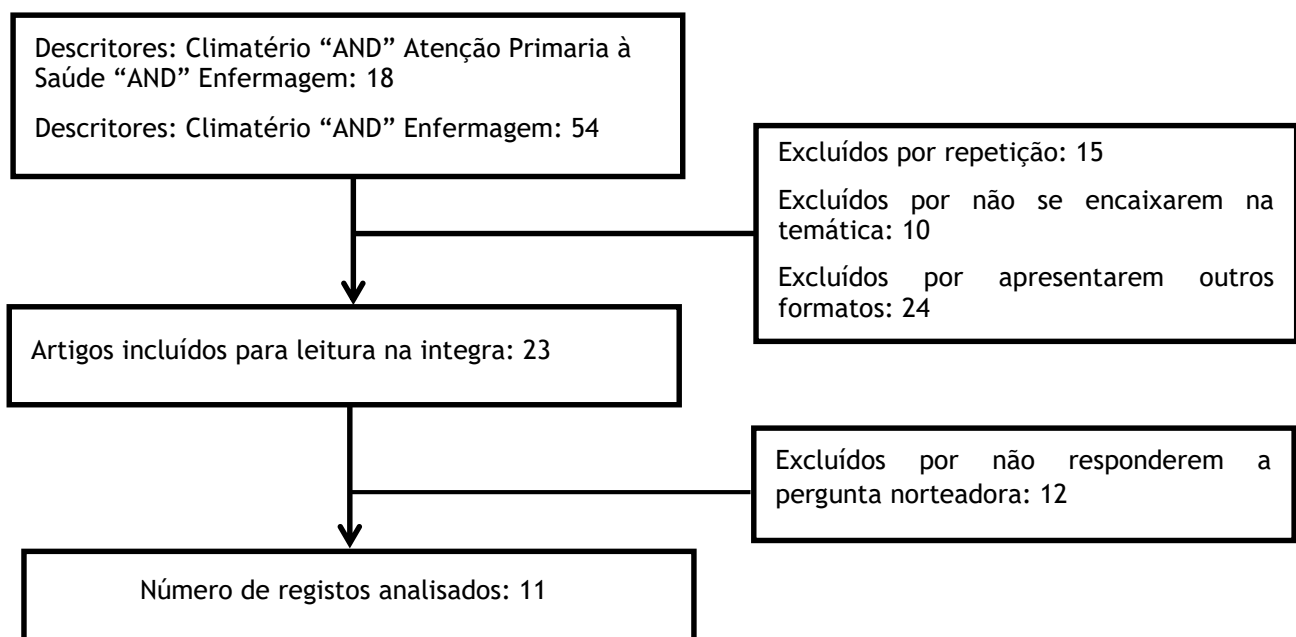 Descritores: Climatério “AND” Atenção Primaria à
Saúde “AND” Enfermagem: 18
Descritores: Climatério “AND” Enfermagem: 54
Excluídos por repetição: 15
Excluídos por não se encaixarem na
temática: 10
Excluídos por apresentarem outros
formatos: 24
Artigos incluídos para leitura na integra: 23
Excluídos por não responderem a
pergunta norteadora: 12
Número de registos analisados: 11